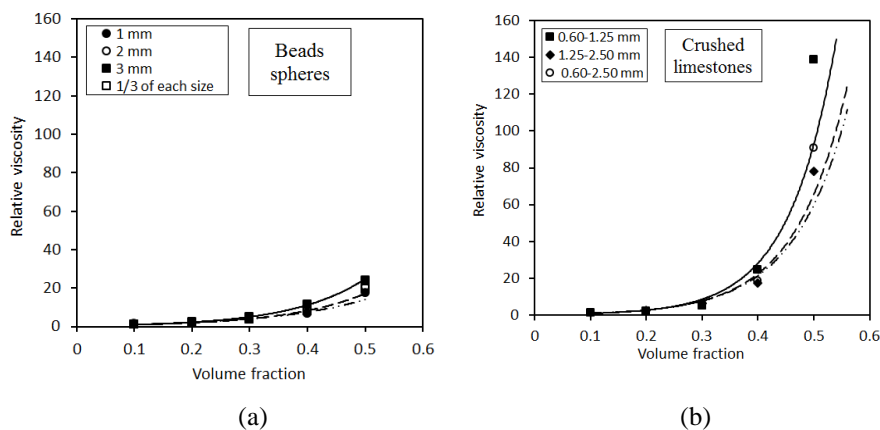 1 mm
2 mm
3 mm
1/3 of each size
Beads
spheres
160
140
120
100
80
60
40
20
0
Relative viscosity
0
0.1
0.2
0.3
0.4
0.5
0.6
Volume fraction
(a)
0.60-1.25 mm
1.25-2.50 mm
0.60-2.50 mm
Crushed
limestones
160
140
120
100
80
60
40
20
0
Relative viscosity
0
0.1
0.2
0.3
0.4
0.5
0.6
Volume fraction
(b)